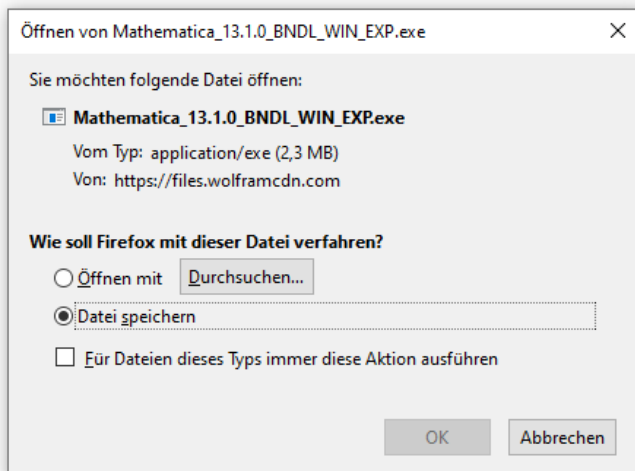 Öffnen von Mathematica_13.1.0_BNDL_WIN_EXP.exe
Sie möchten folgende Datei öffnen:
Mathematica_13.1.0_BNDL_WIN_EXP.exe
Vom Typ: application/exe (2,3 MB)
Von: https://files.wolframcdn.com
Wie soll Firefox mit dieser Datei verfahren?
Öffnen mit Durchsuchen...
Datei speichern
Für Dateien dieses Typs immer diese Aktion ausführen
OK Abbrechen